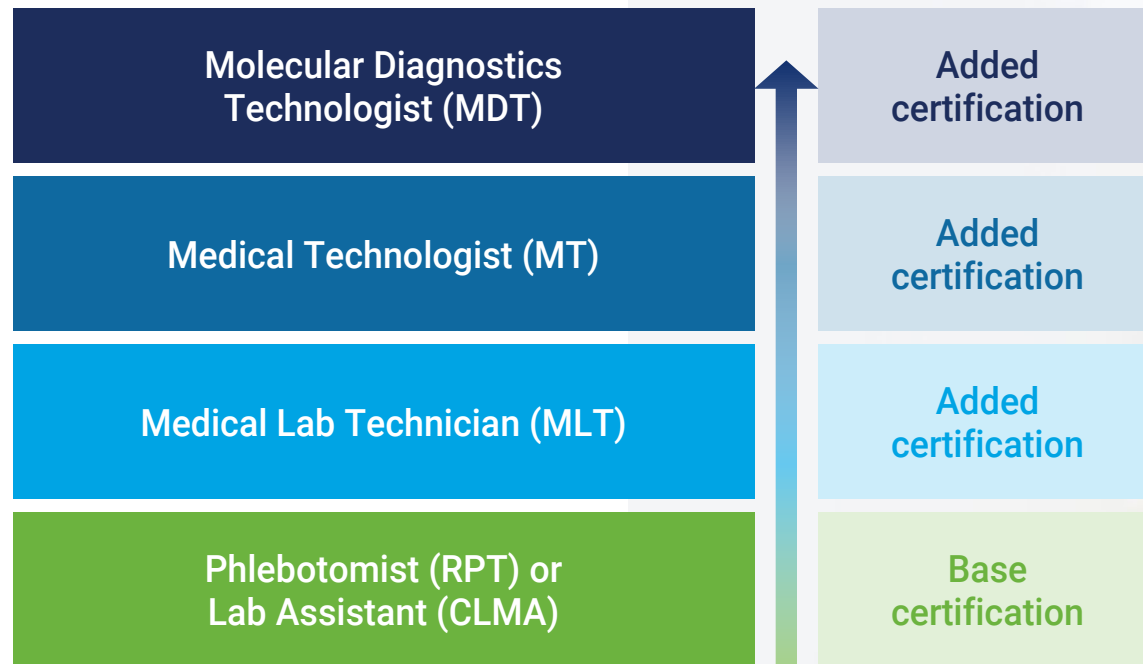 Molecular Diagnostics
Technologist (MDT)
Added
certification
Medical Technologist (MT)
Added
certification
Medical Lab Technician (MLT)
Added
certification
Phlebotomist (RPT) or
Lab Assistant (CLMA)
Base
certification